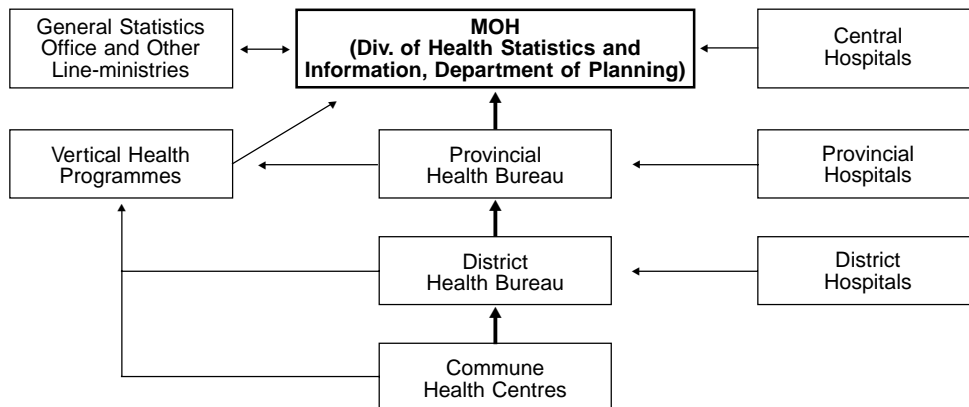 General Statistics
Office and Other
Line-ministries
MOH
(Div. of Health Statistics and
Information, Department of Planning)
Central
Hospitals
Vertical Health
Programmes
Provincial
Health Bureau
Provincial
Hospitals
District
Health Bureau
District
Hospitals
Commune
Health Centres